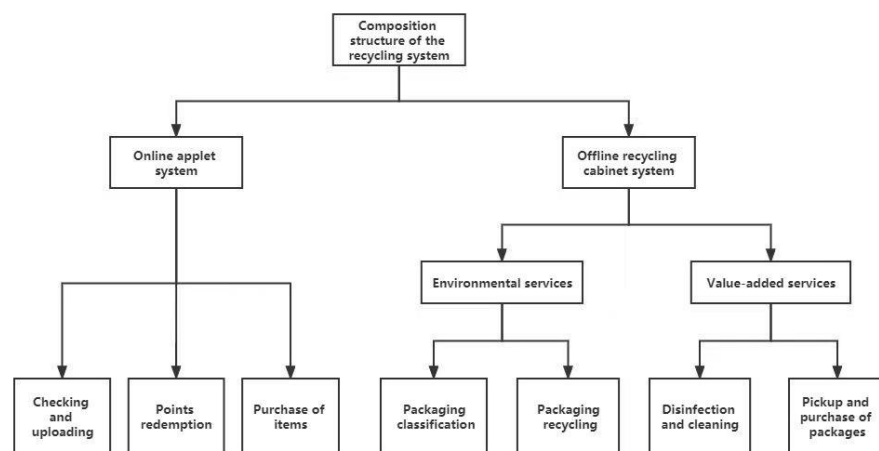 Composition
structure of the
recycling system
Online applet
system
Offline recycling
cabinet system
Environmental services
Value-added services
Checking
and
uploading
Points
redemption
Purchase of
items
Packaging
classification
Packaging
recycling
Disinfection
and cleaning
Pickup and
purchase of
packages